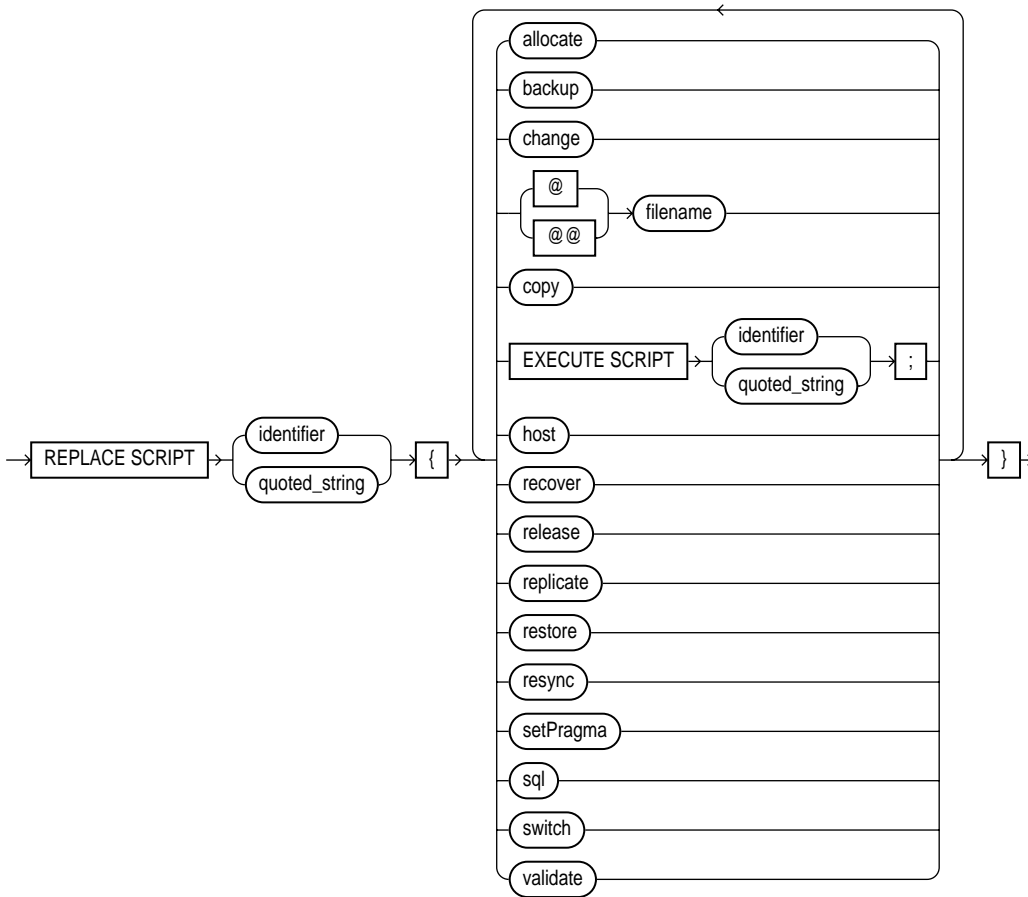 allocate
backup
change
@
filename
@@
copy
identifier
EXECUTE SCRIPT ;
quoted_string
host
identifier
REPLACE SCRIPT { }
quoted_string
recover
release
replicate
restore
resync
setPragma
sql
switch
validate